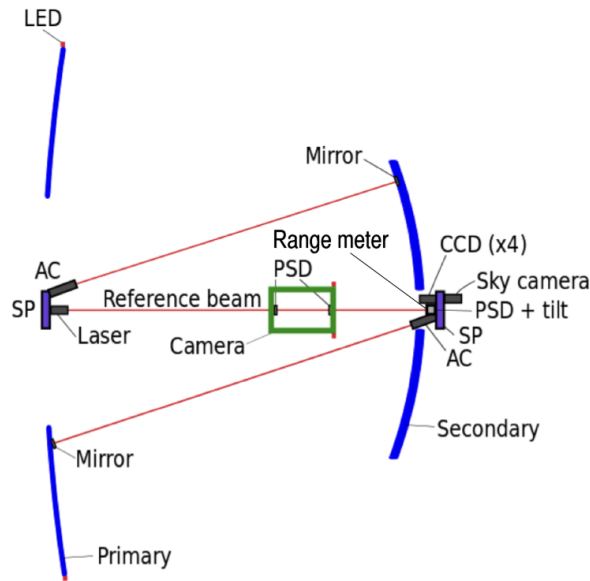 LED
Mirror
Range meter
CCD (x4)
AC
PSD
Sky camera
SP
Reference beam
PSD + tilt
Laser
SP
Camera
AC
Secondary
Mirror
Primary